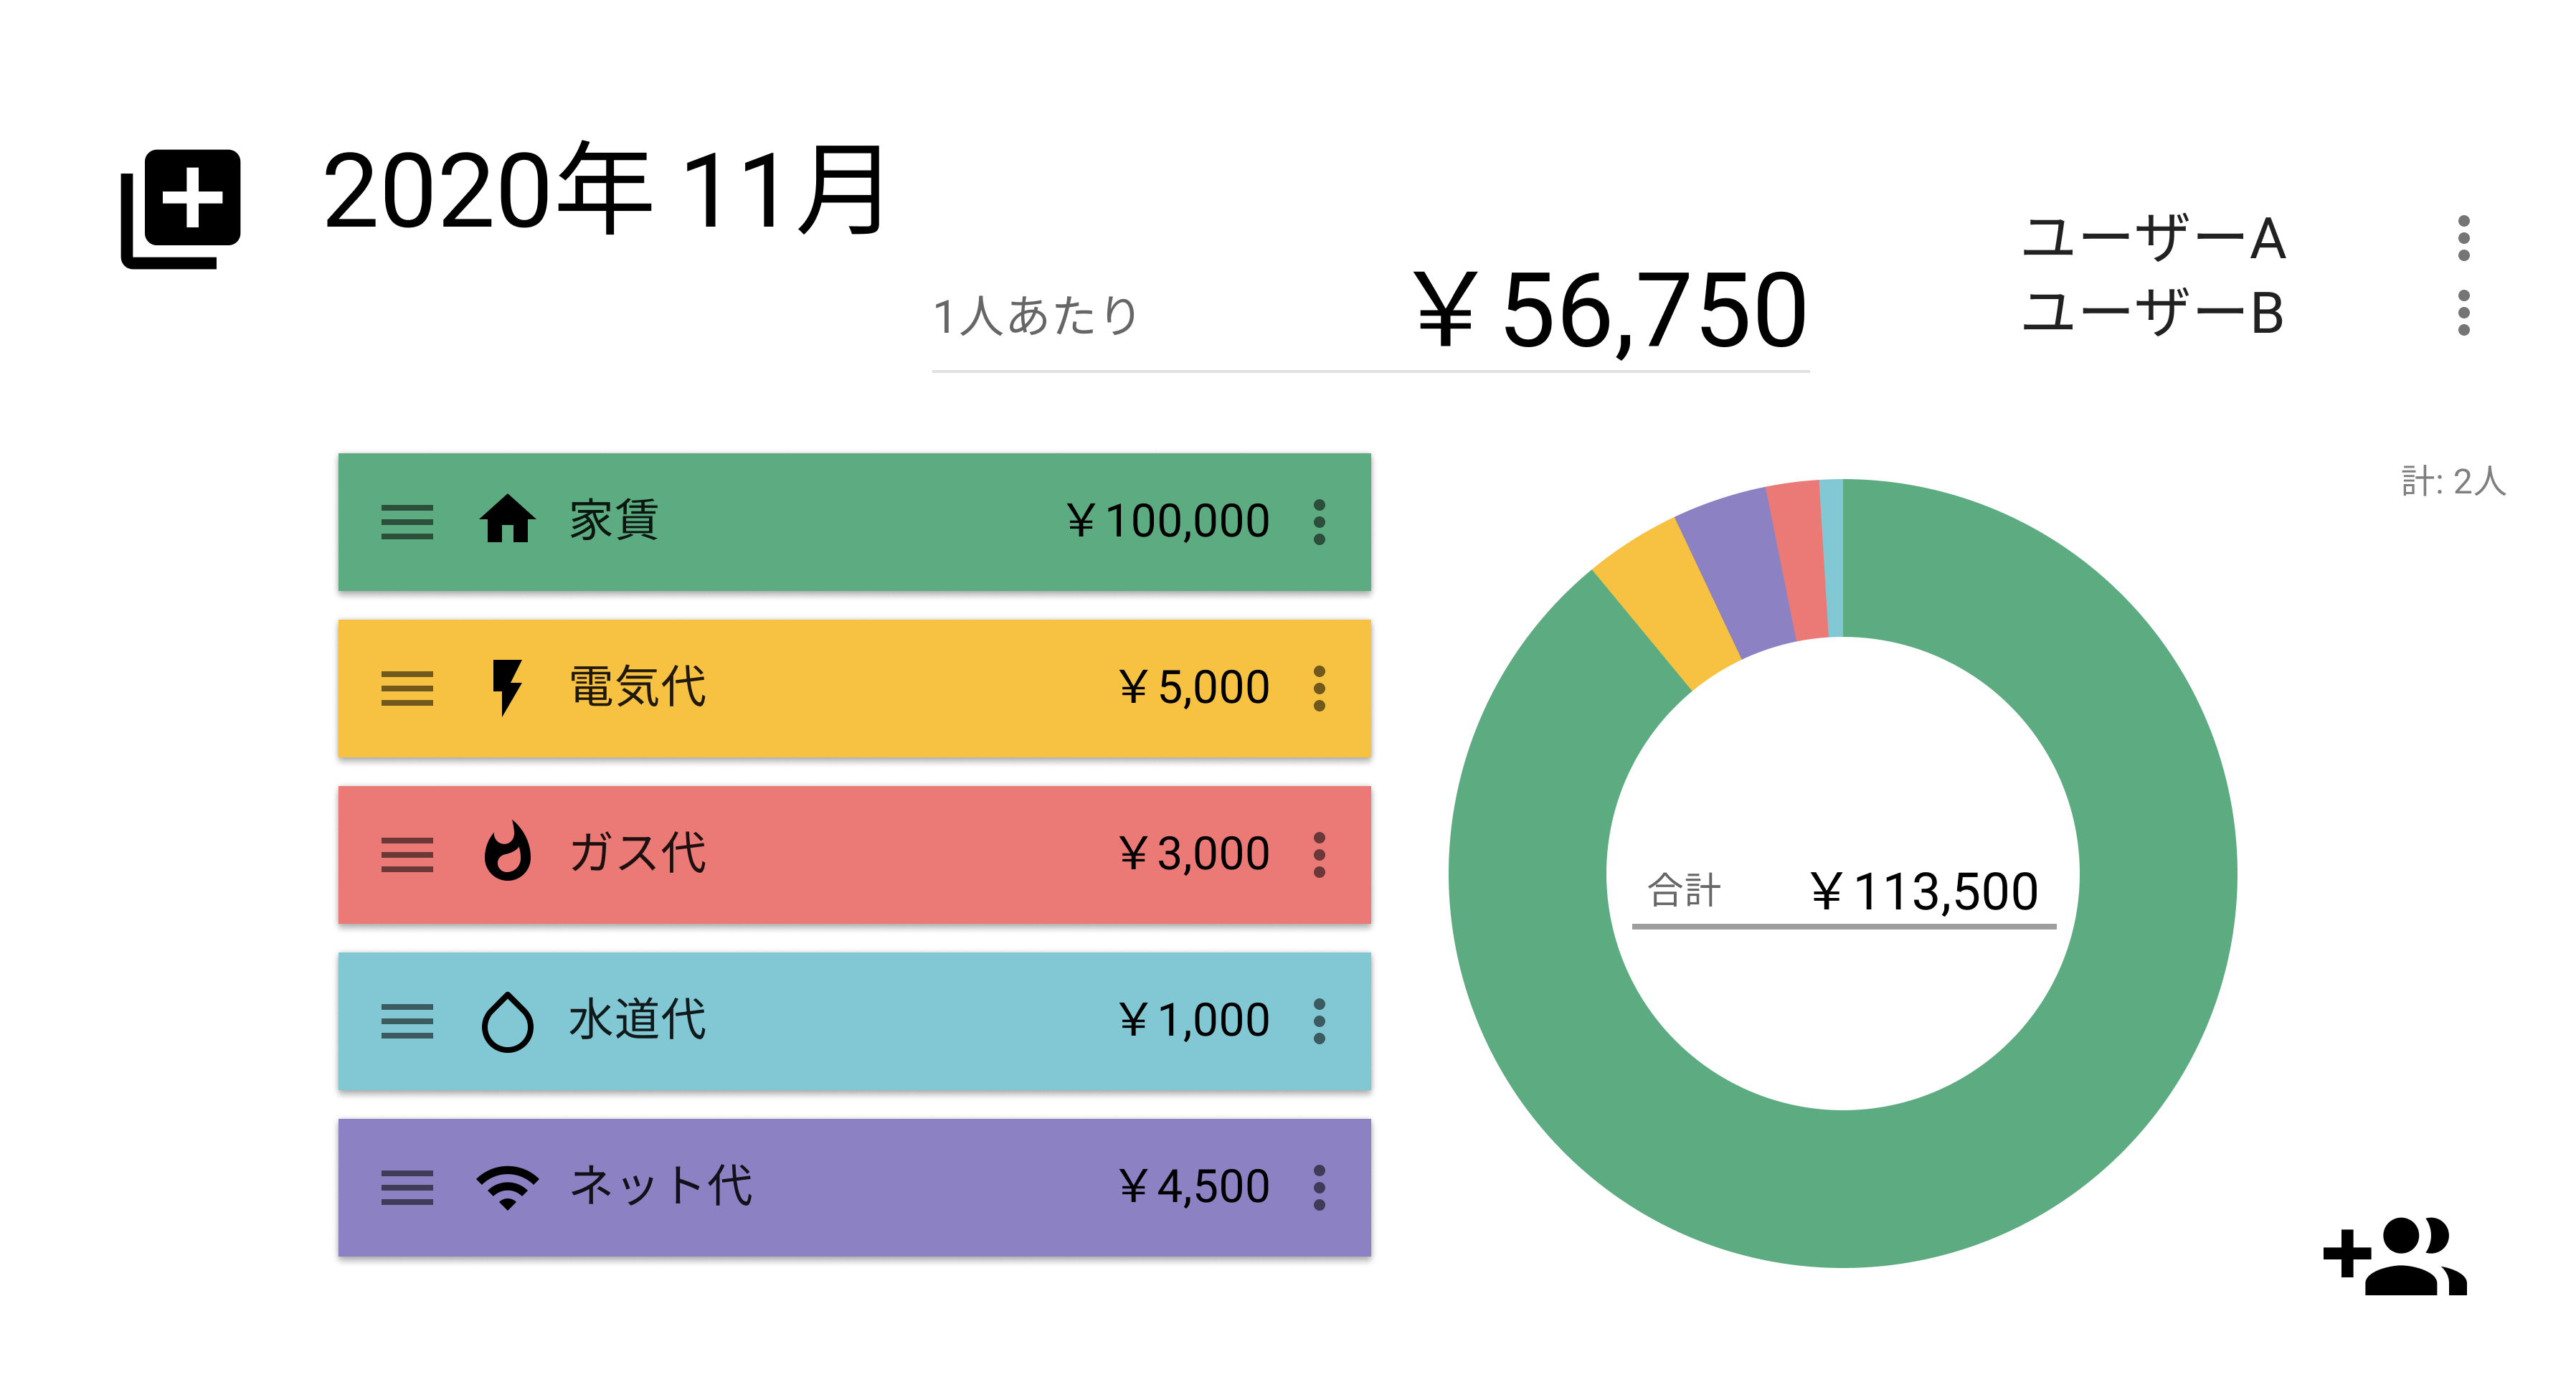 2020年 11月
1人あたり ￥56,750
ユーザーA
ユーザーB
計: 2人
家賃 ￥100,000
電気代 ￥5,000
ガス代 ￥3,000
水道代 ￥1,000
ネット代 ￥4,500
合計 ￥113,500